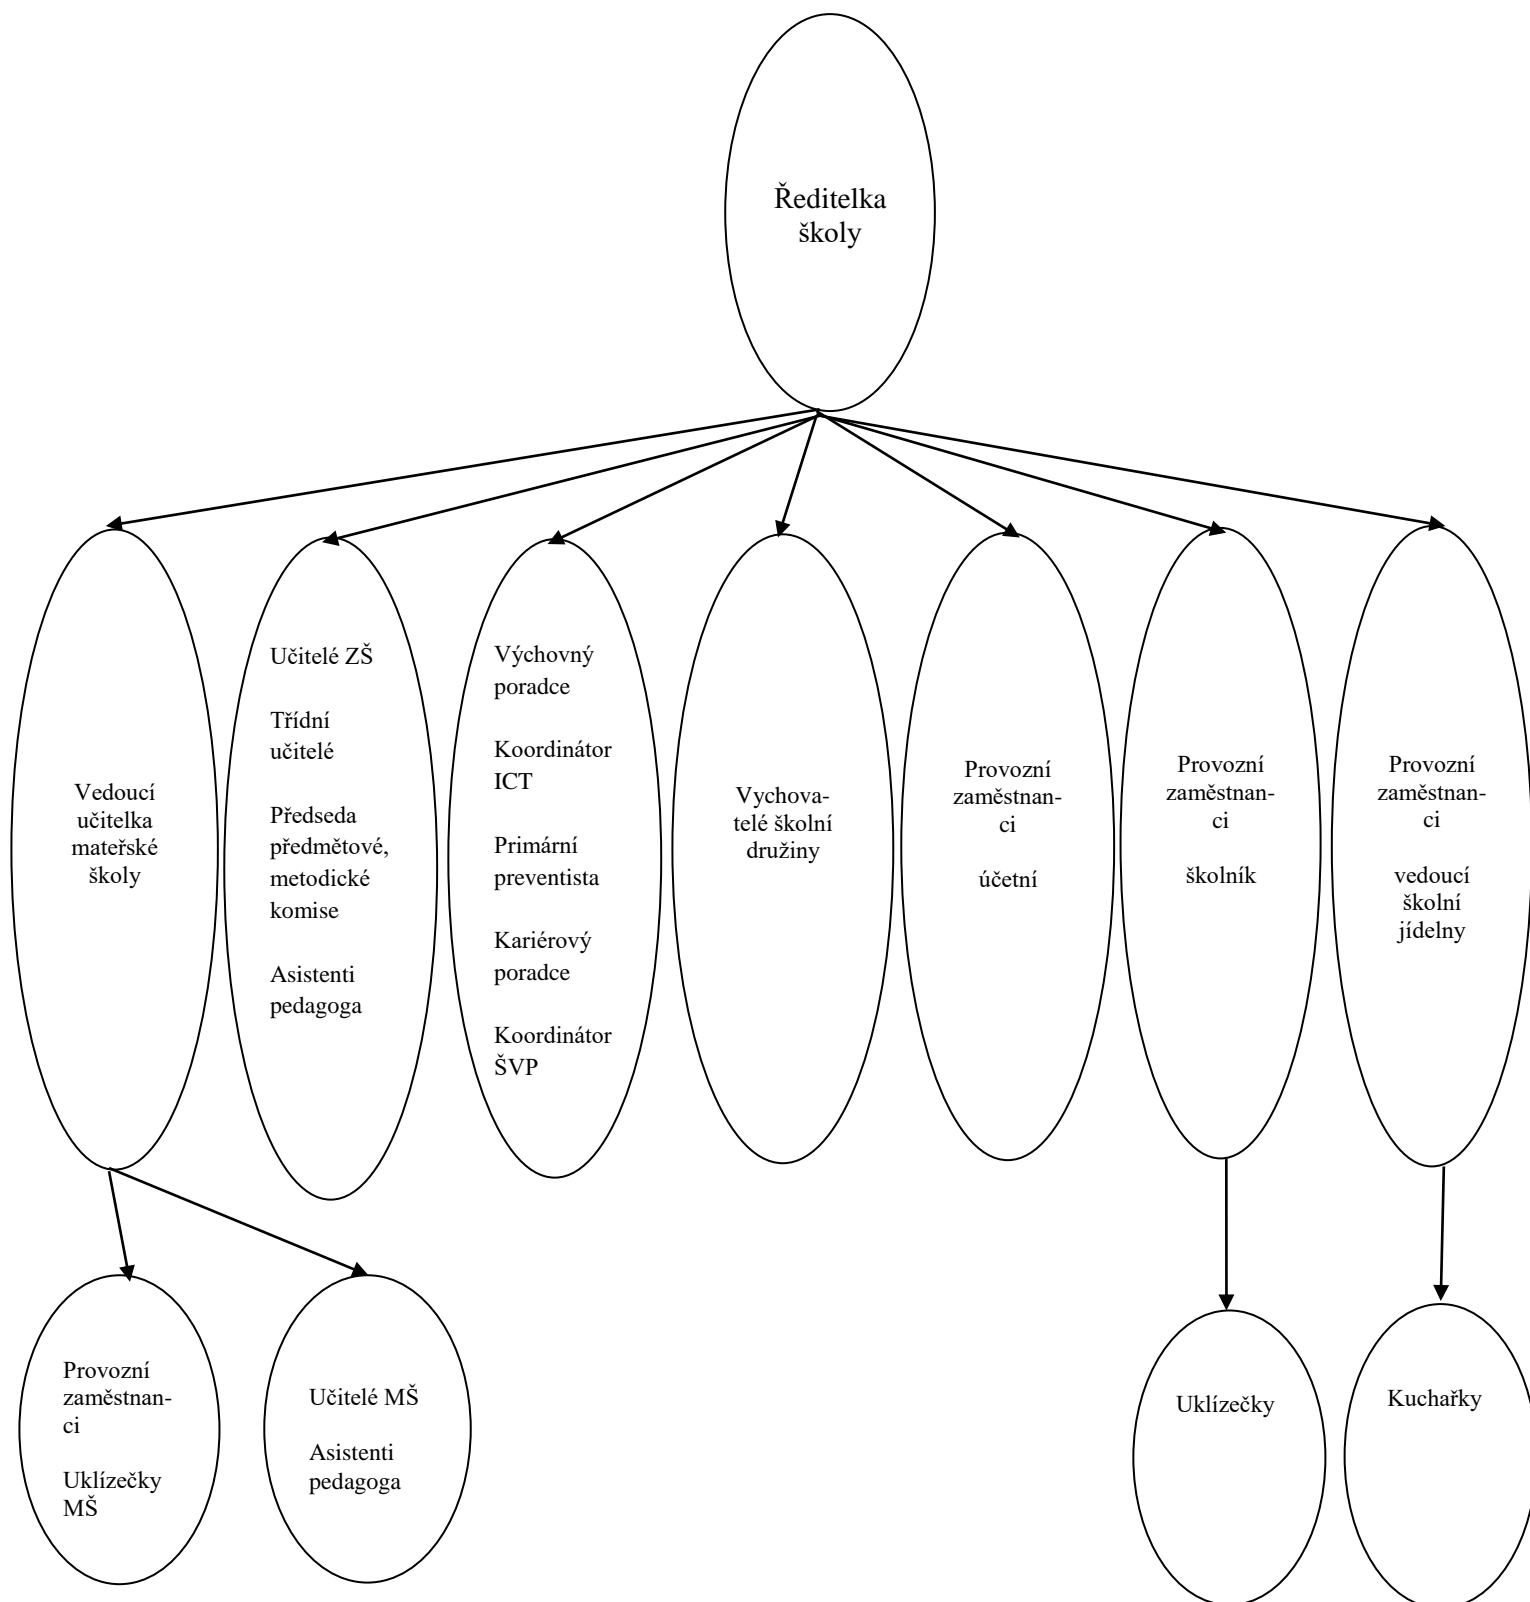 Ředitelka
školy
Vedoucí
učitelka
mateřské
školy
Učitelé ZŠ
Třídní
učitelé
Předseda
předmětové,
metodické
komise
Asistenti
pedagoga
Výchovný
poradce
Koordinátor
ICT
Primární
preventista
Kariérový
poradce
Koordinátor
ŠVP
Vychova-
telé školní
družiny
Provozní
zaměstnan-
ci
účetní
Provozní
zaměstnan-
ci
školník
Provozní
zaměstnan-
ci
vedoucí
školní
jídelny
Provozní
zaměstnan-
ci
Uklízečky
MŠ
Učitelé MŠ
Asistenti
pedagoga
Uklízečky
Kuchařky